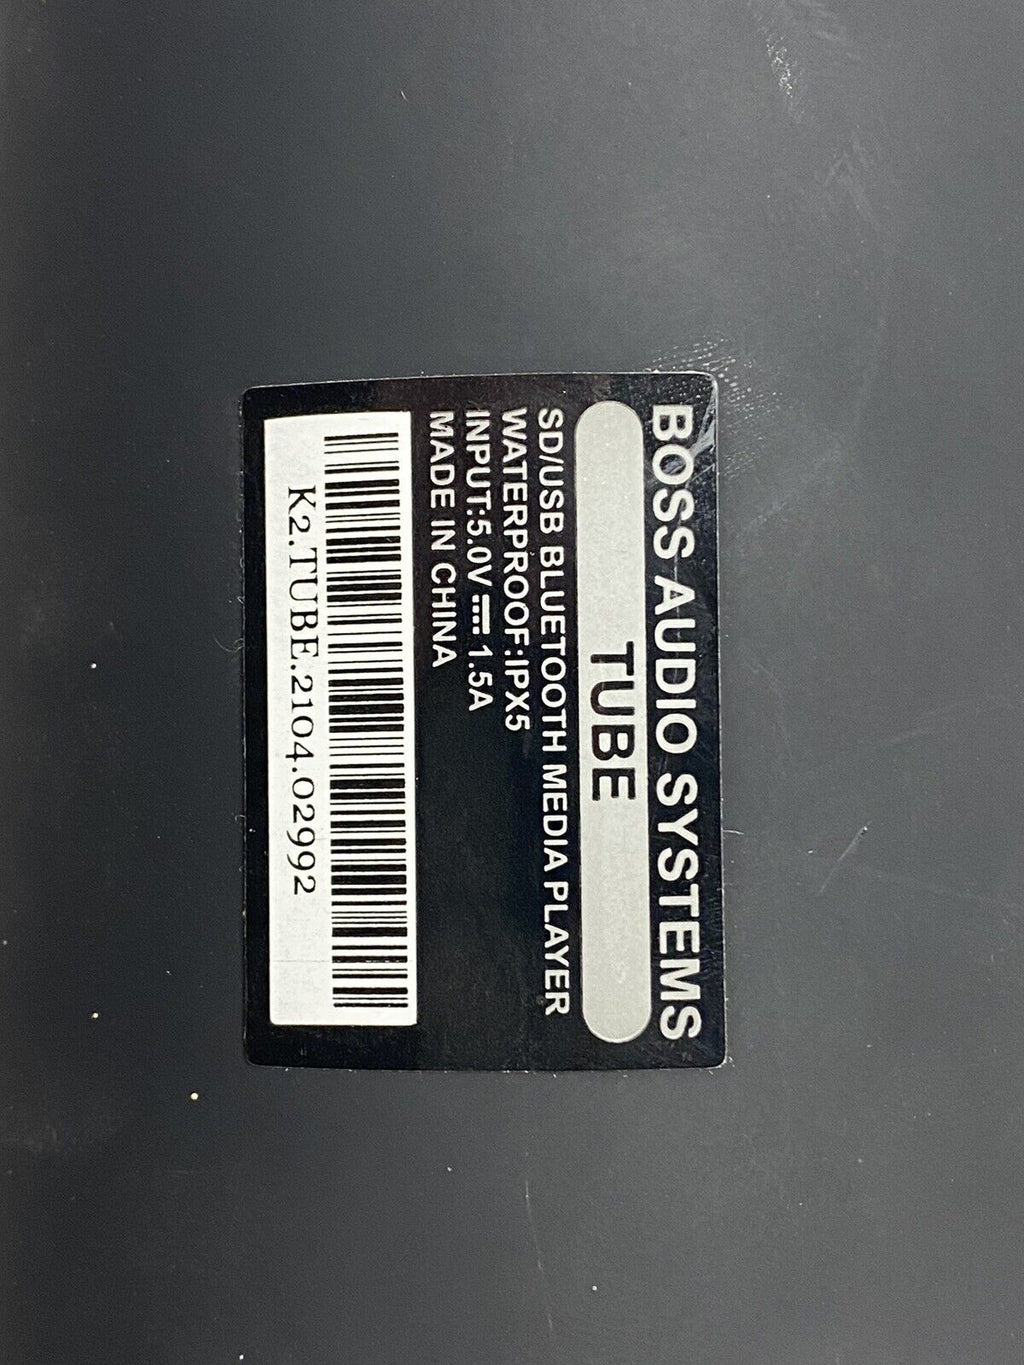 BOSS AUDIO SYSTEMS
TUBE
SD/USB BLUETOOTH MEDIA PLAYER
WATERPROOF:IPX5
INPUT:5.0V ⎓ 1.5A
MADE IN CHINA
K2.TUBE.2104.02992